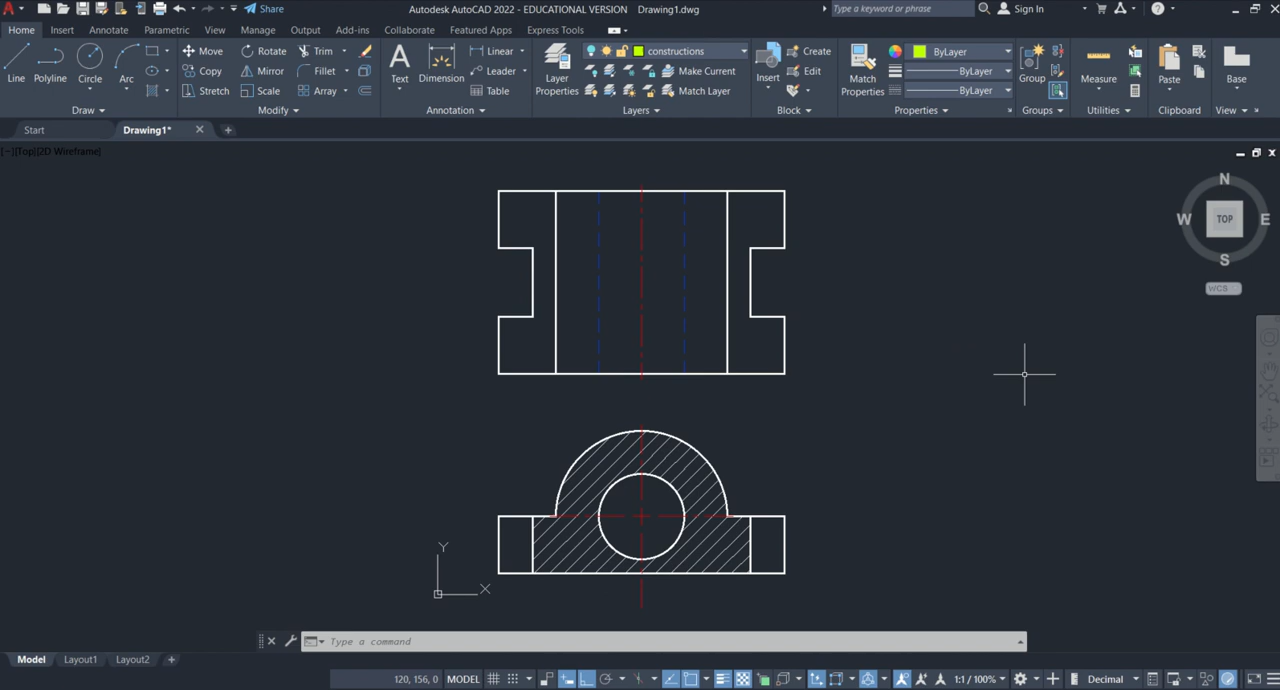 Share
Autodesk AutoCAD 2022 - EDUCATIONAL VERSION Drawing1.dwg
Type a keyword or phrase
Sign In
Home Insert Annotate Parametric View Manage Output Add-ins Collaborate Featured Apps Express Tools
Line Polyline Circle Arc
Move Rotate Trim
Copy Mirror Fillet
Stretch Scale Array
Text Dimension
Linear
Leader
Table
Layer Properties
constructions
Make Current
Match Layer
Insert
Create
Edit
Match Properties
ByLayer
ByLayer
ByLayer
Group
Measure
Paste
Base
Draw Modify Annotation Layers Block Properties Groups Utilities Clipboard View
Start Drawing1*
[−][Top][2D Wireframe]
N
W TOP E
S
WCS
Y
X
Type a command
Model Layout1 Layout2
120, 156, 0 MODEL 1:1 / 100% Decimal